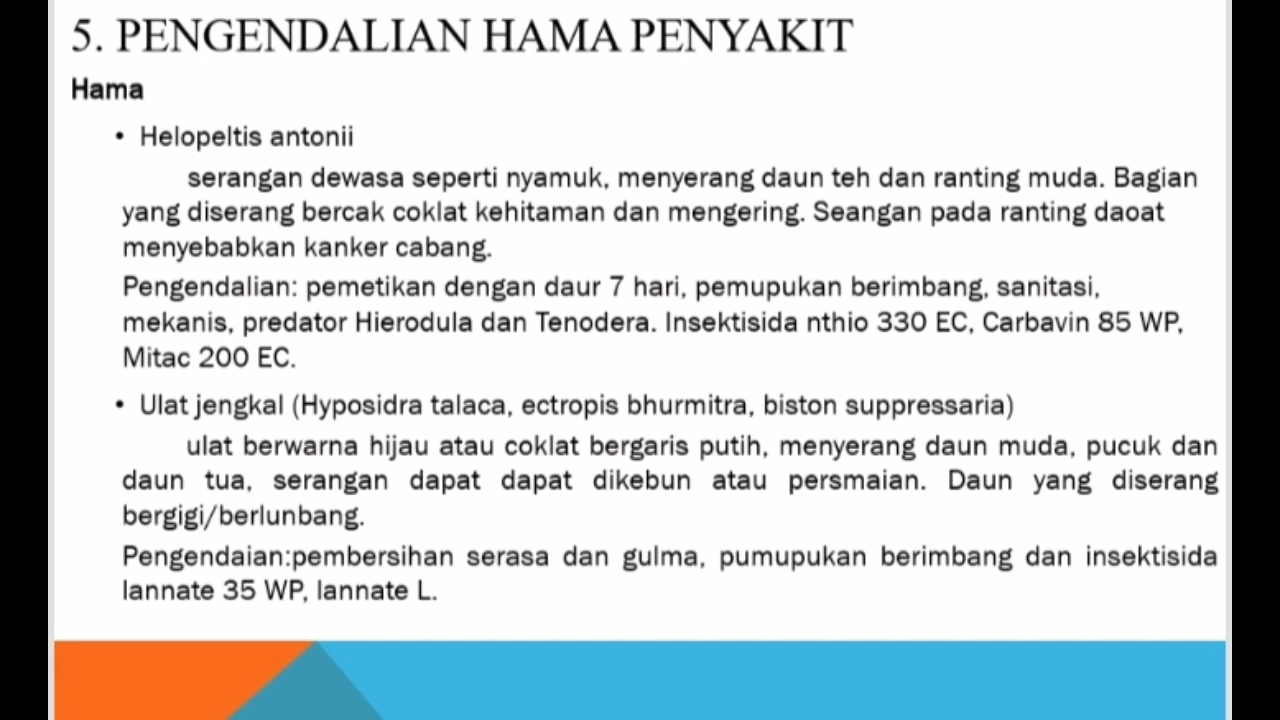 5. PENGENDALIAN HAMA PENYAKIT
Hama
• Helopeltis antonii
serangan dewasa seperti nyamuk, menyerang daun teh dan ranting muda. Bagian
yang diserang bercak coklat kehitaman dan mengering. Seangan pada ranting daoat
menyebabkan kanker cabang.
Pengendalian: pemetikan dengan daur 7 hari, pemupukan berimbang, sanitasi,
mekanis, predator Hierodula dan Tenodera. Insektisida nthio 330 EC, Carbavin 85 WP,
Mitac 200 EC.
• Ulat jengkal (Hyposidra talaca, ectropis bhurmitra, biston suppressaria)
ulat berwarna hijau atau coklat bergaris putih, menyerang daun muda, pucuk dan
daun tua, serangan dapat dapat dikebun atau persmaian. Daun yang diserang
bergigi/berlunbang.
Pengendaian:pembersihan serasa dan gulma, pumupukan berimbang dan insektisida
lannate 35 WP, lannate L.